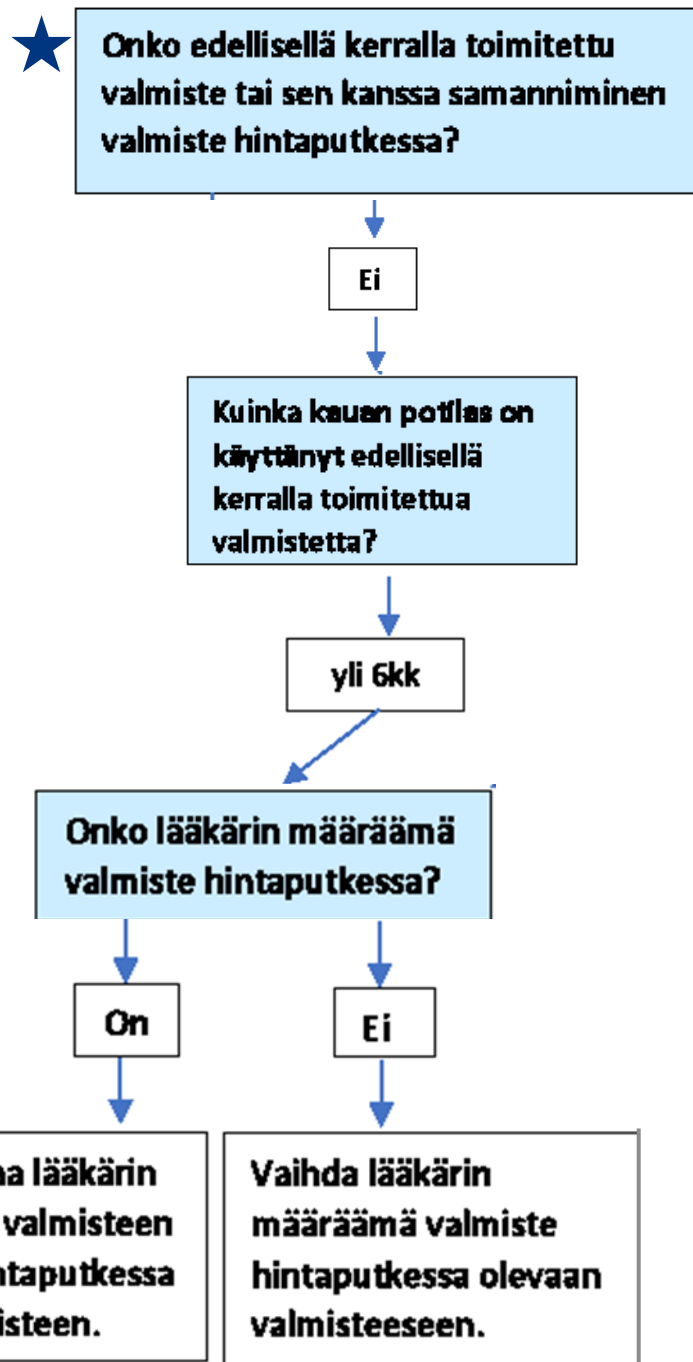 Onko edellisellä kerralla toimitettu
valmiste tai sen kanssa samanniminen
valmiste hintaputkessa?
Ei
Kuinka kauan potilas on
käyttänyt edellisellä
kerralla toimitettua
valmistetta?
yli 6kk
Onko lääkärin määräämä
valmiste hintaputkessa?
On
Ei
lääkärin
valmisteen
Vaihda lääkärin
määräämä valmiste
hintaputkessa olevaan
valmisteeseen.